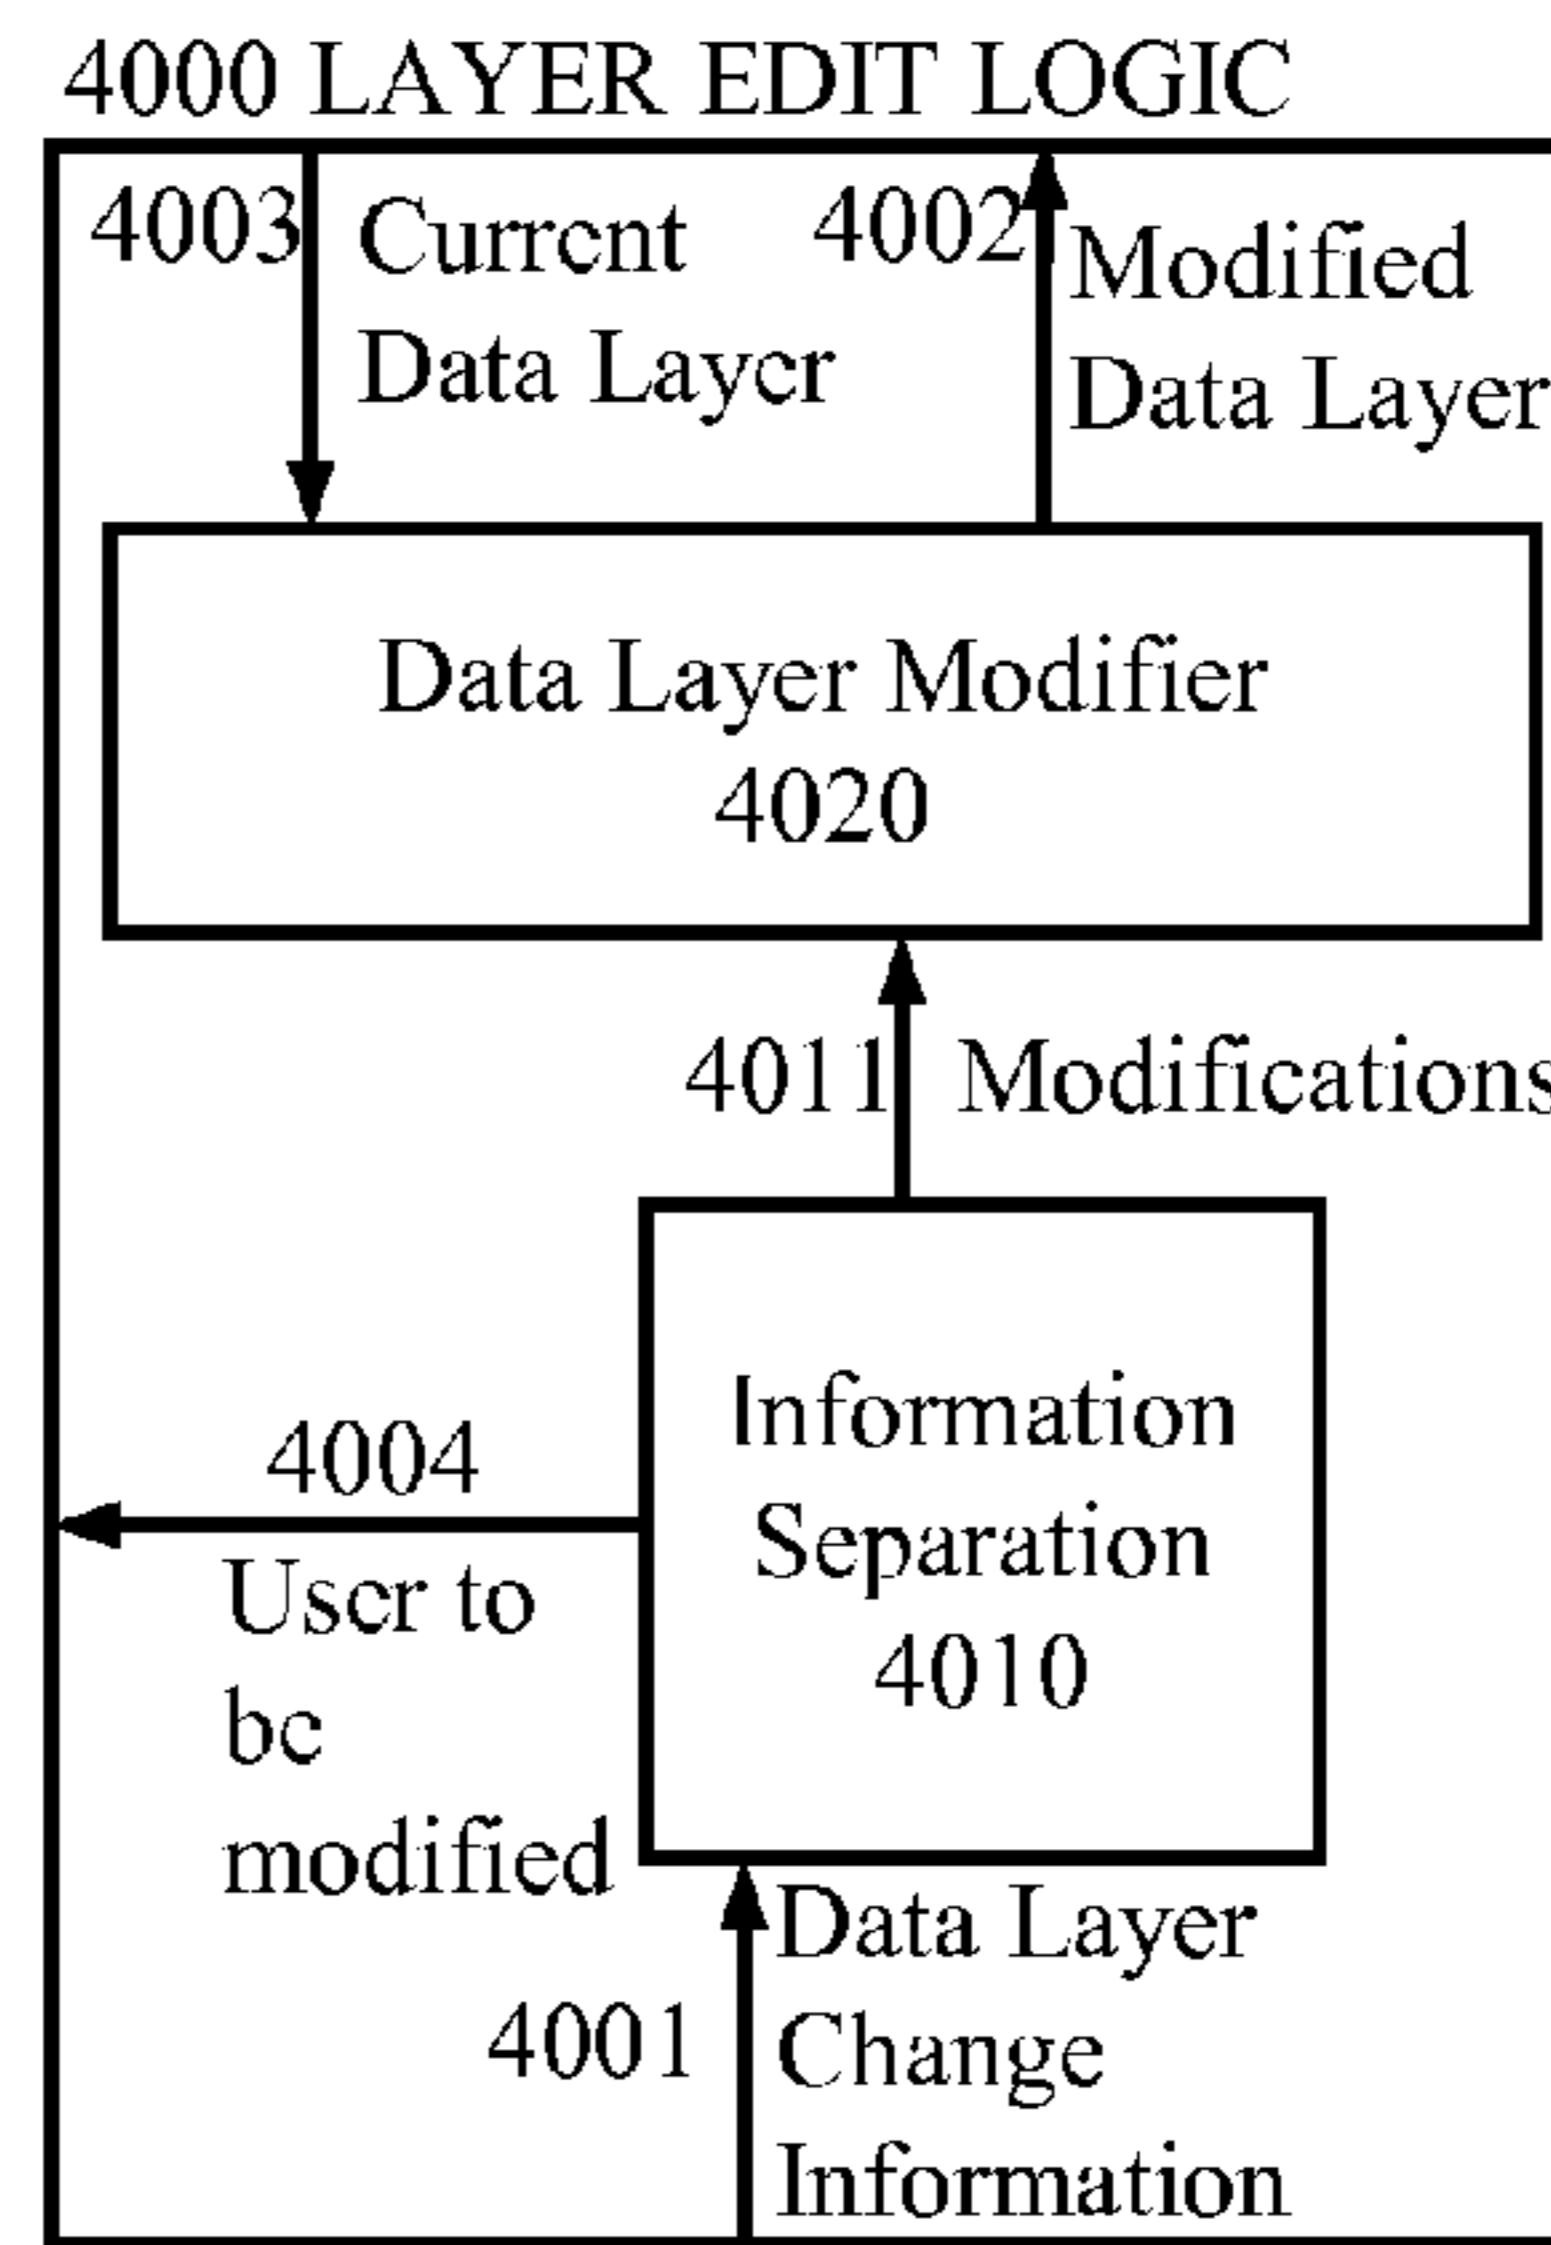 4000 LAYER EDIT LOGIC
4003
Current
Data Layer
4002
Modified
Data Layer
Data Layer Modifier
4020
4011
Modifications
Information
Separation
4010
4004
User to
be
modified
4001
Data Layer
Change
Information